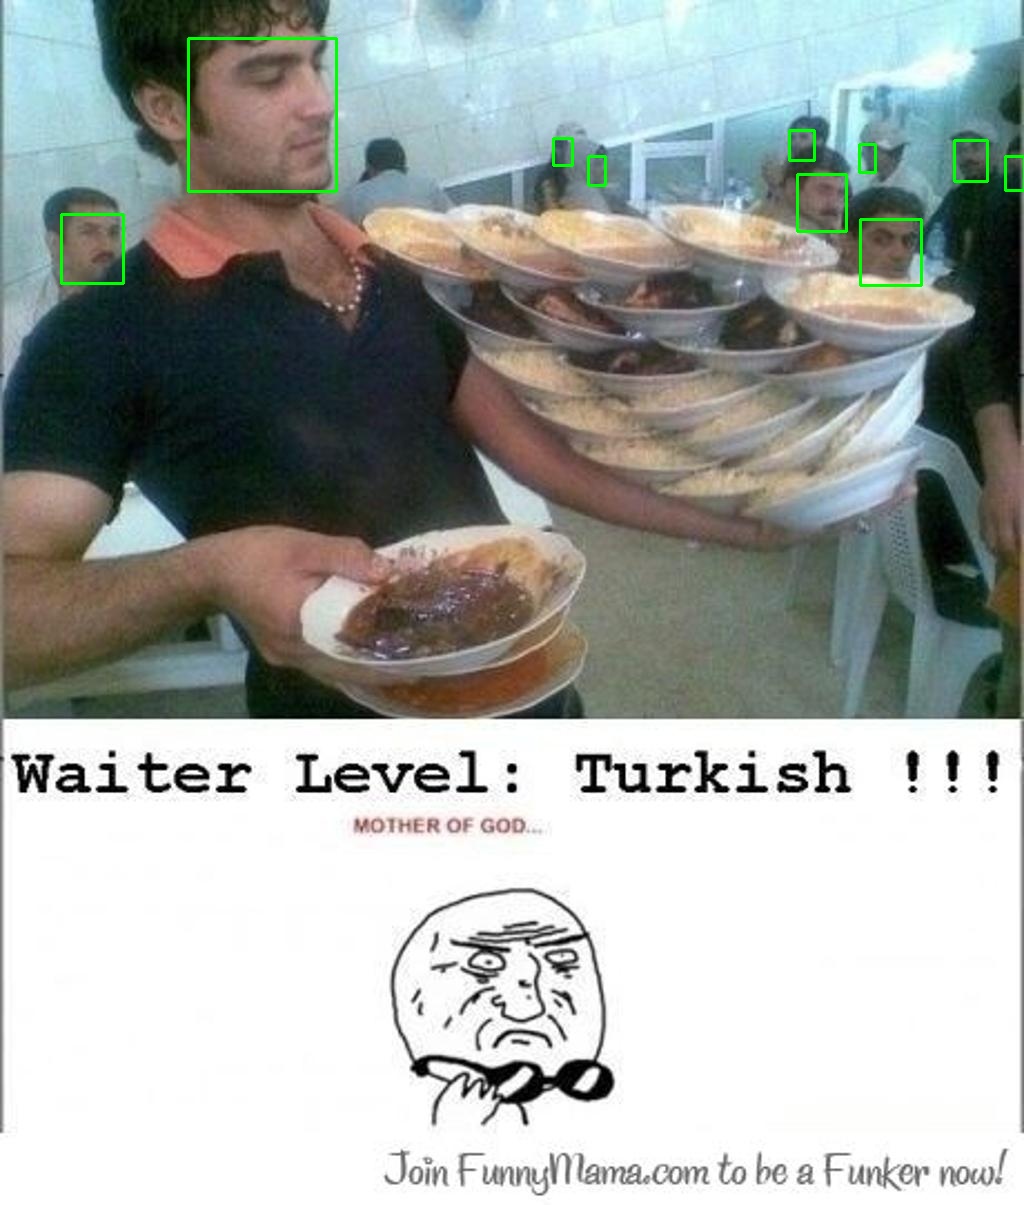 Waiter Level: Turkish !!!
MOTHER OF GOD...
Join FunnyMama.com to be a Funker now!